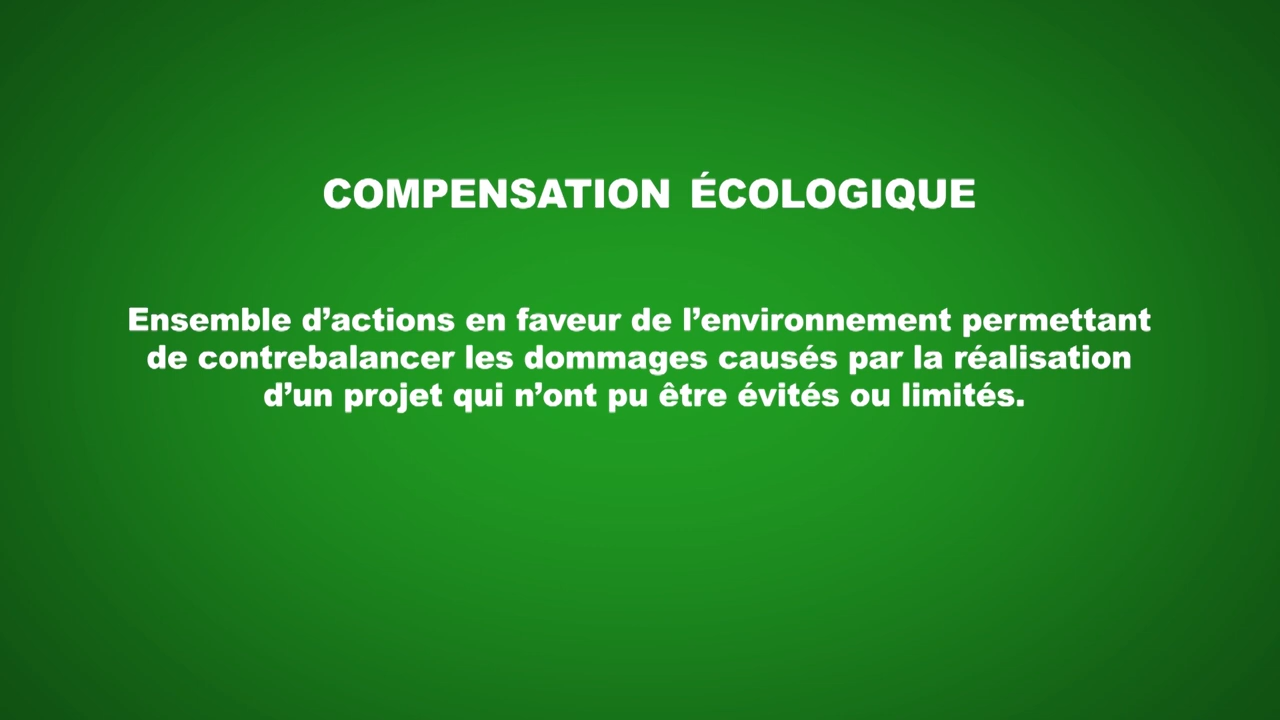 COMPENSATION ÉCOLOGIQUE
Ensemble d’actions en faveur de l’environnement permettant
de contrebalancer les dommages causés par la réalisation
d’un projet qui n’ont pu être évités ou limités.